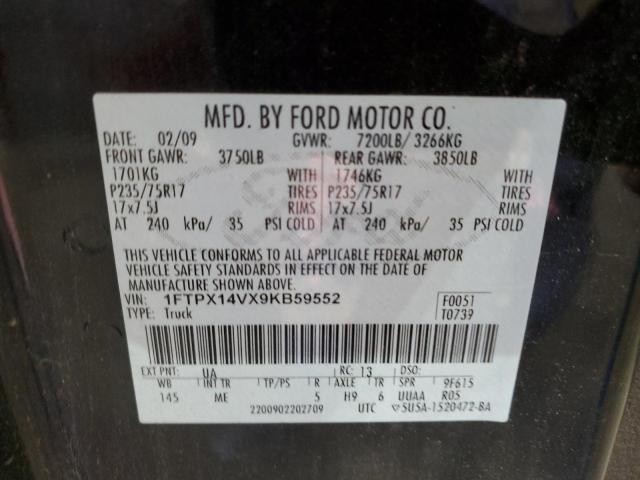 MFD. BY FORD MOTOR CO.
DATE: 02/09 GVWR: 7200LB/ 3266KG
FRONT GAWR: 3750LB REAR GAWR: 3850LB
1701KG WITH 1746KG WITH
P235/75R17 TIRES P235/75R17 TIRES
17x7.5J RIMS 17x7.5J RIMS
AT 240 kPa/ 35 PSI COLD AT 240 kPa/ 35 PSI COLD
THIS VEHICLE CONFORMS TO ALL APPLICABLE FEDERAL MOTOR
VEHICLE SAFETY STANDARDS IN EFFECT ON THE DATE OF
MANUFACTURE SHOWN ABOVE.
VIN: 1FTPX14VX9KB59552 F0051
TYPE: Truck T0739
EXT PNT: UA RC: 13 DSO:
WB INT TR TP/PS R AXLE TR SPR 9F615
145 ME 5 H9 6 UUAA R05
2200902202709 UTC 5U5A-1520472-BA